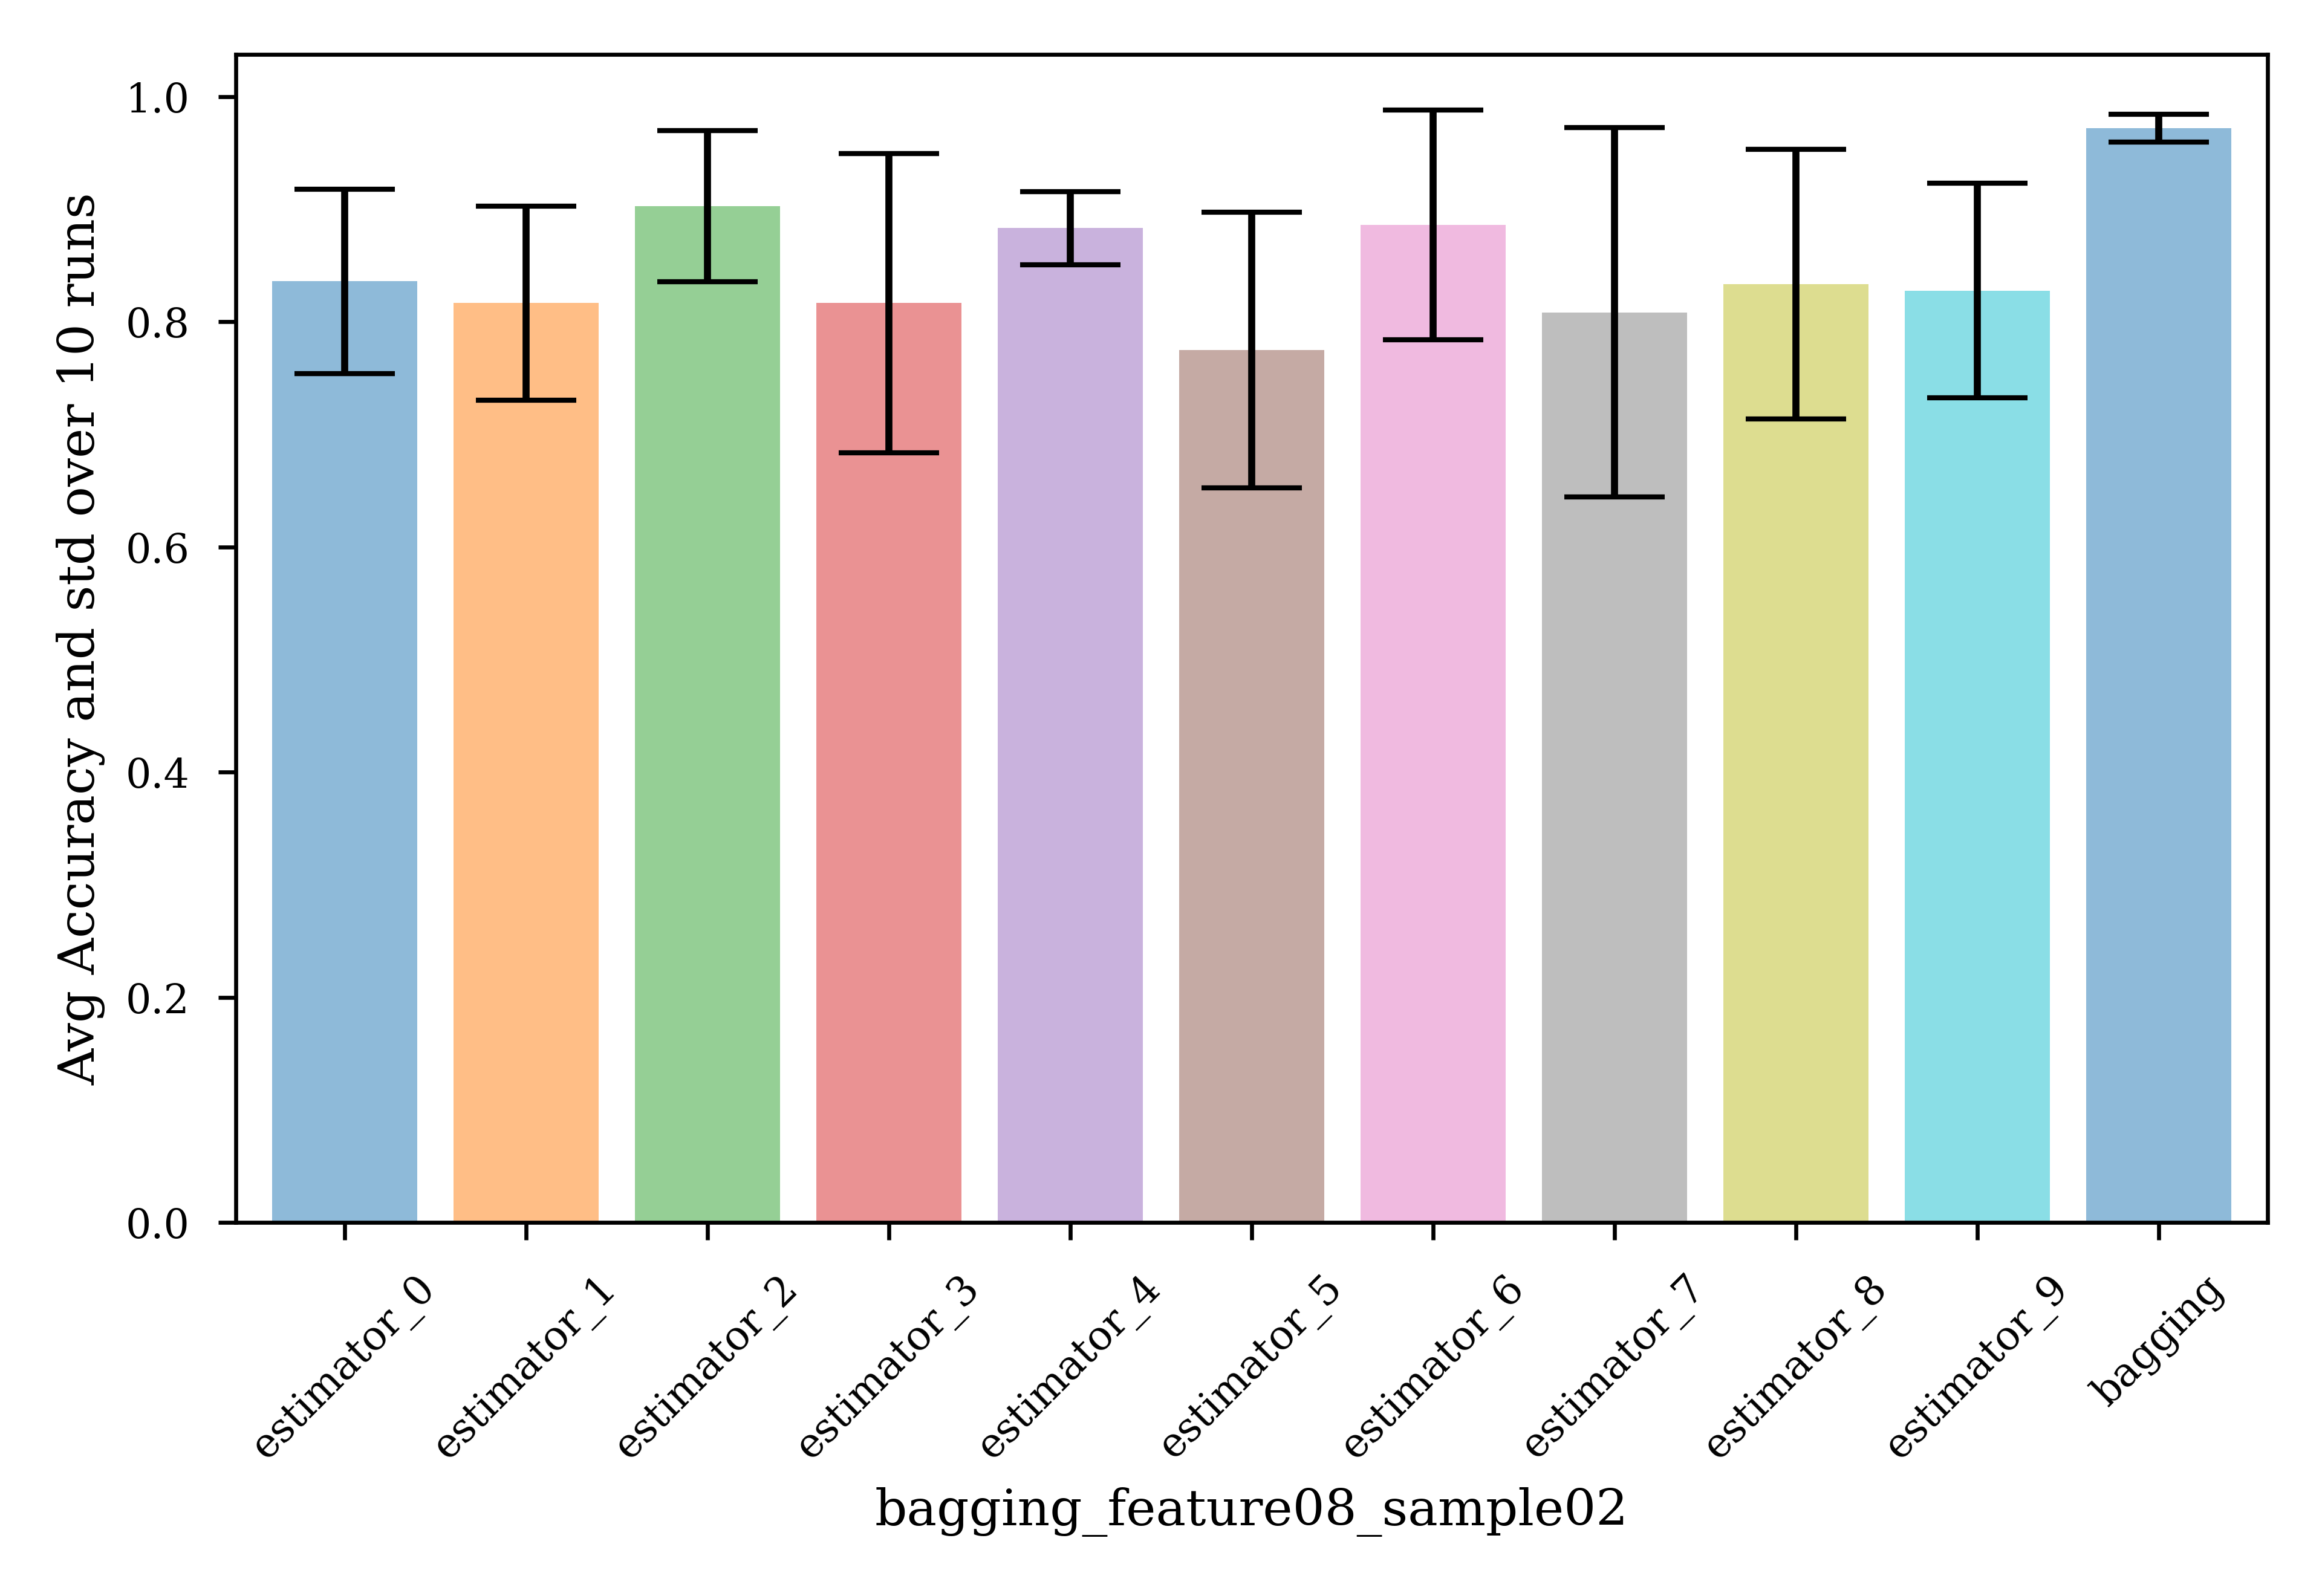 Avg Accuracy and std over 10 runs
1.0
0.8
0.6
0.4
0.2
0.0
estimator_0
estimator_1
estimator_2
estimator_3
estimator_4
estimator_5
estimator_6
estimator_7
estimator_8
estimator_9
bagging
bagging_feature08_sample02